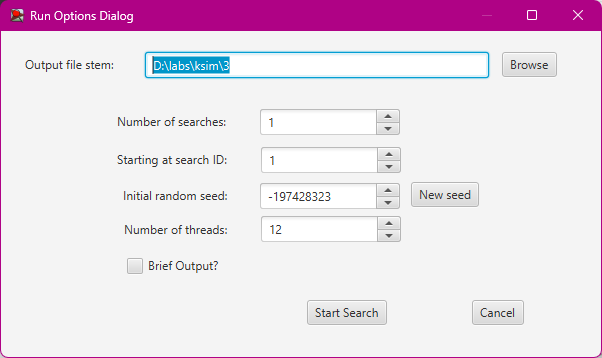 Run Options Dialog
Output file stem: D:\labs\ksim\3 Browse
Number of searches: 1
Starting at search ID: 1
Initial random seed: -197428323 New seed
Number of threads: 12
Brief Output?
Start Search Cancel